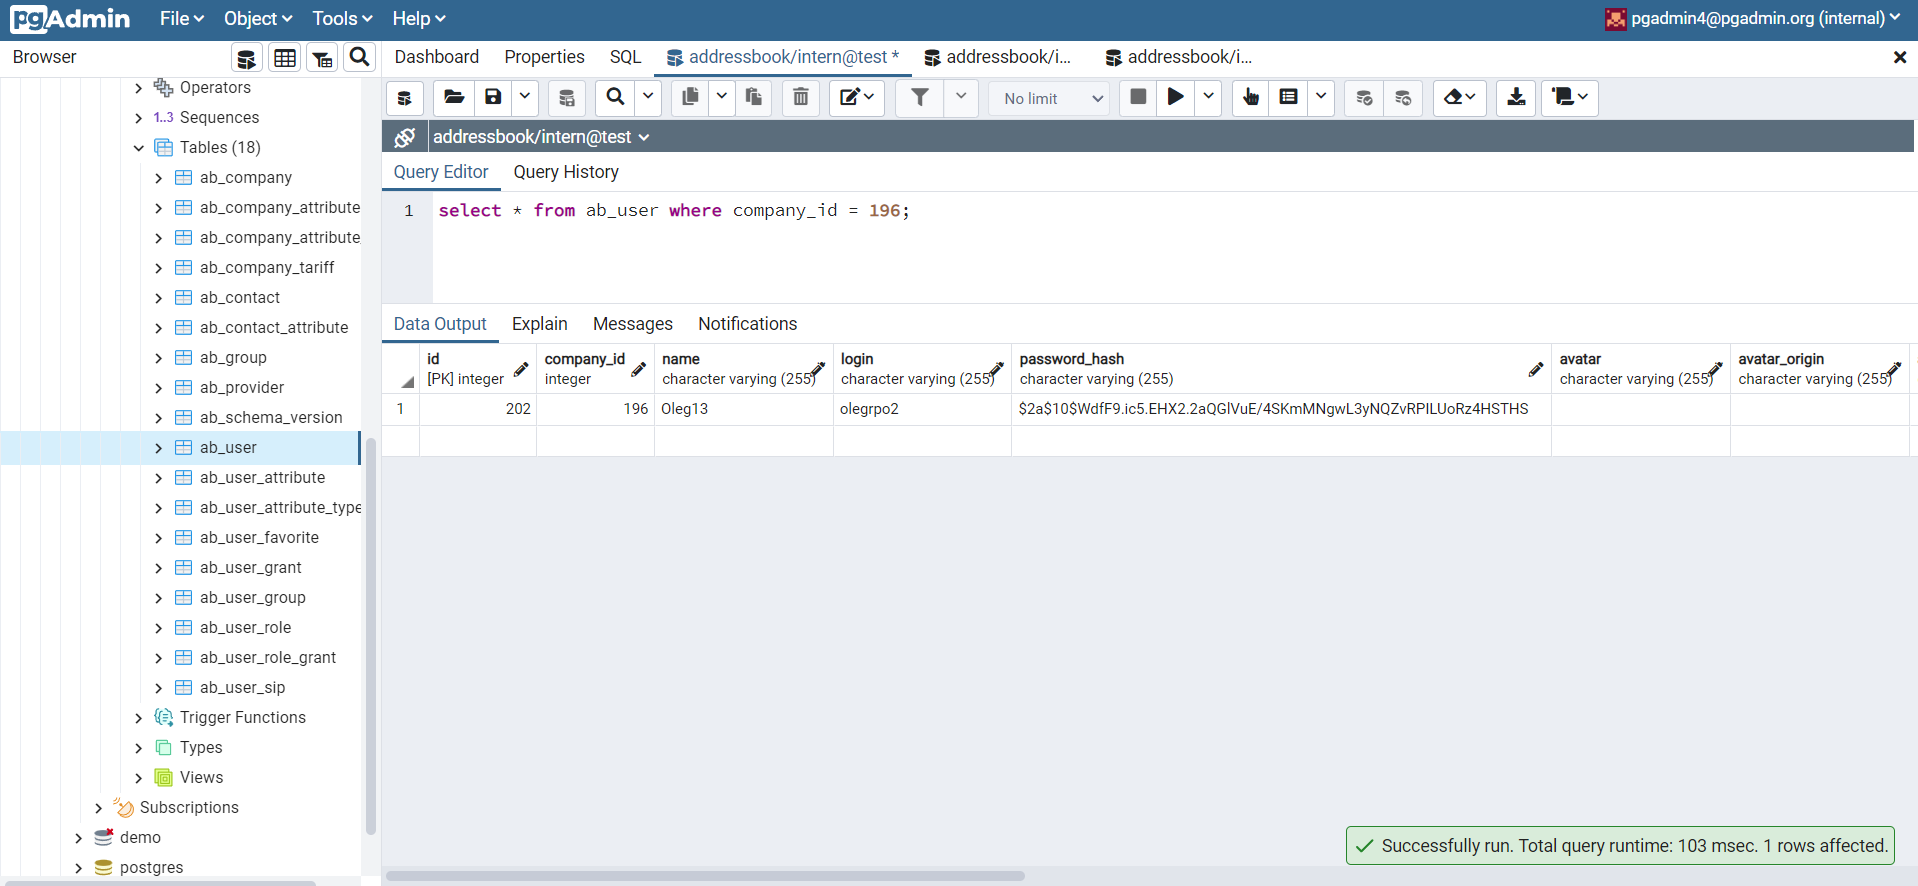 pgAdmin File Object Tools Help pgadmin4@pgadmin.org (internal)
Browser
Dashboard Properties SQL addressbook/intern@test * addressbook/i... addressbook/i...
No limit
addressbook/intern@test
Query Editor Query History
1 select * from ab_user where company_id = 196;
Data Output Explain Messages Notifications
id company_id name login password_hash avatar avatar_origin
[PK] integer integer character varying (255) character varying (255) character varying (255) character varying (255) character varying (255)
1 202 196 Oleg13 olegrpo2 $2a$10$WdfF9.ic5.EHX2.2aQGlVuE/4SKmMNgwL3yNQZvRPILUoRz4HSTHS
Operators
1..3 Sequences
Tables (18)
ab_company
ab_company_attribute
ab_company_attribute
ab_company_tariff
ab_contact
ab_contact_attribute
ab_group
ab_provider
ab_schema_version
ab_user
ab_user_attribute
ab_user_attribute_type
ab_user_favorite
ab_user_grant
ab_user_group
ab_user_role
ab_user_role_grant
ab_user_sip
Trigger Functions
Types
Views
Subscriptions
demo
postgres
Successfully run. Total query runtime: 103 msec. 1 rows affected.